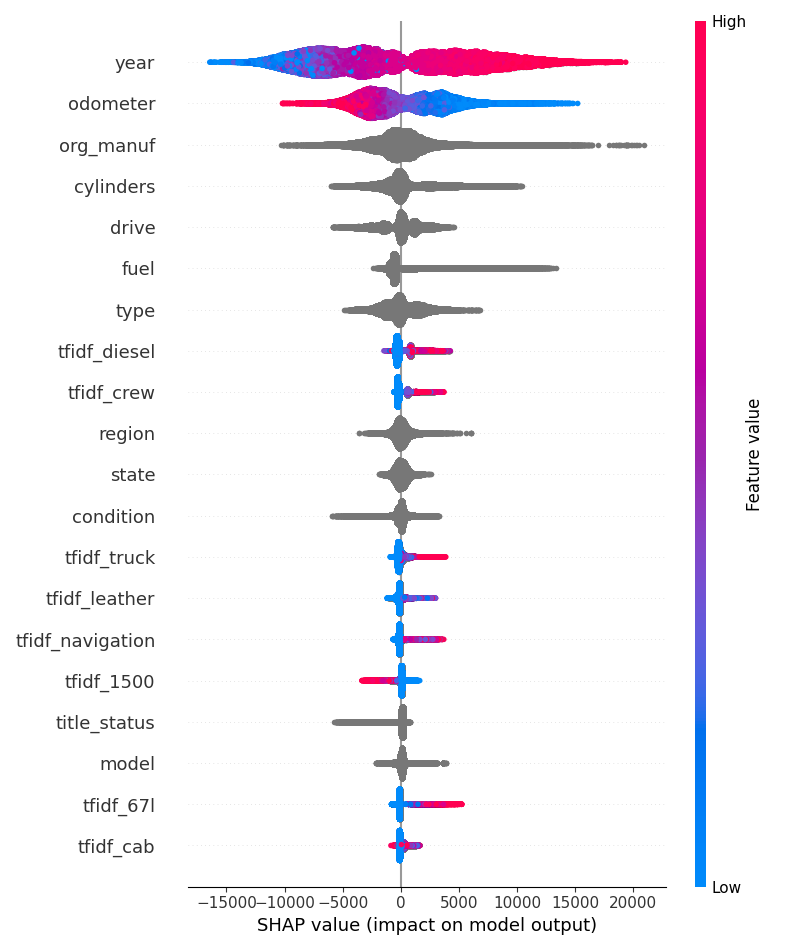 High
year
odometer
org_manuf
cylinders
drive
fuel
type
tfidf_diesel
tfidf_crew
region
state
condition
tfidf_truck
tfidf_leather
tfidf_navigation
tfidf_1500
title_status
model
tfidf_67l
tfidf_cab
Feature value
Low
−15000 −10000 −5000 0 5000 10000 15000 20000
SHAP value (impact on model output)